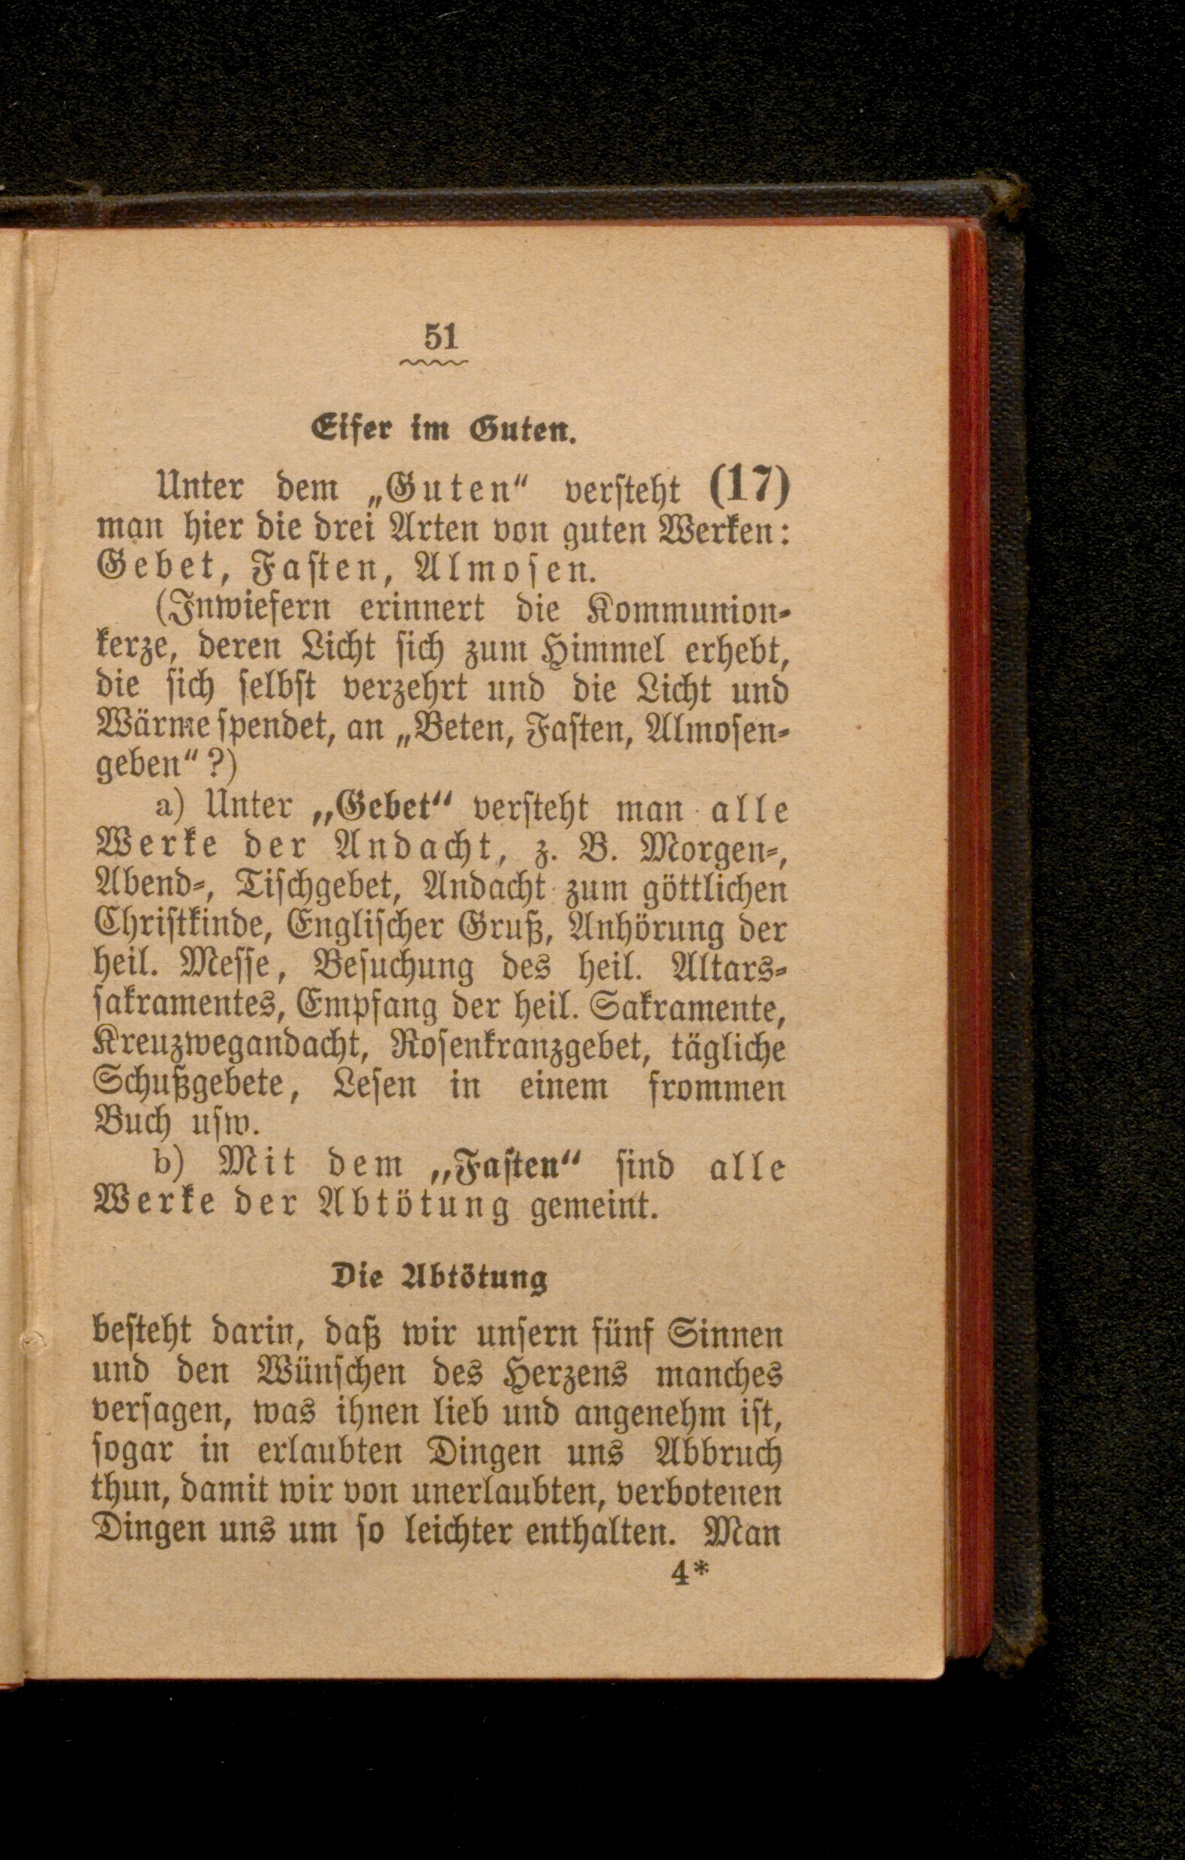 51
Eifer im Guten.
Unter dem „Guten“ versteht (17)
man hier die drei Arten von guten Werken:
Gebet, Fasten, Almosen.
(Inwiefern erinnert die Kommunion-
kerze, deren Licht sich zum Himmel erhebt,
die sich selbst verzehrt und die Licht und
Wärme spendet, an „Beten, Fasten, Almosen-
geben“?)
a) Unter „Gebet“ versteht man alle
Werke der Andacht, z. B. Morgen-,
Abend-, Tischgebet, Andacht zum göttlichen
Christkinde, Englischer Gruß, Anhörung der
heil. Messe, Besuchung des heil. Altars-
sakramentes, Empfang der heil. Sakramente,
Kreuzwegandacht, Rosenkranzgebet, tägliche
Schußgebete, Lesen in einem frommen
Buch usw.
b) Mit dem „Fasten“ sind alle
Werke der Abtötung gemeint.
Die Abtötung
besteht darin, daß wir unsern fünf Sinnen
und den Wünschen des Herzens manches
versagen, was ihnen lieb und angenehm ist,
sogar in erlaubten Dingen uns Abbruch
thun, damit wir von unerlaubten, verbotenen
Dingen uns um so leichter enthalten. Man
4*